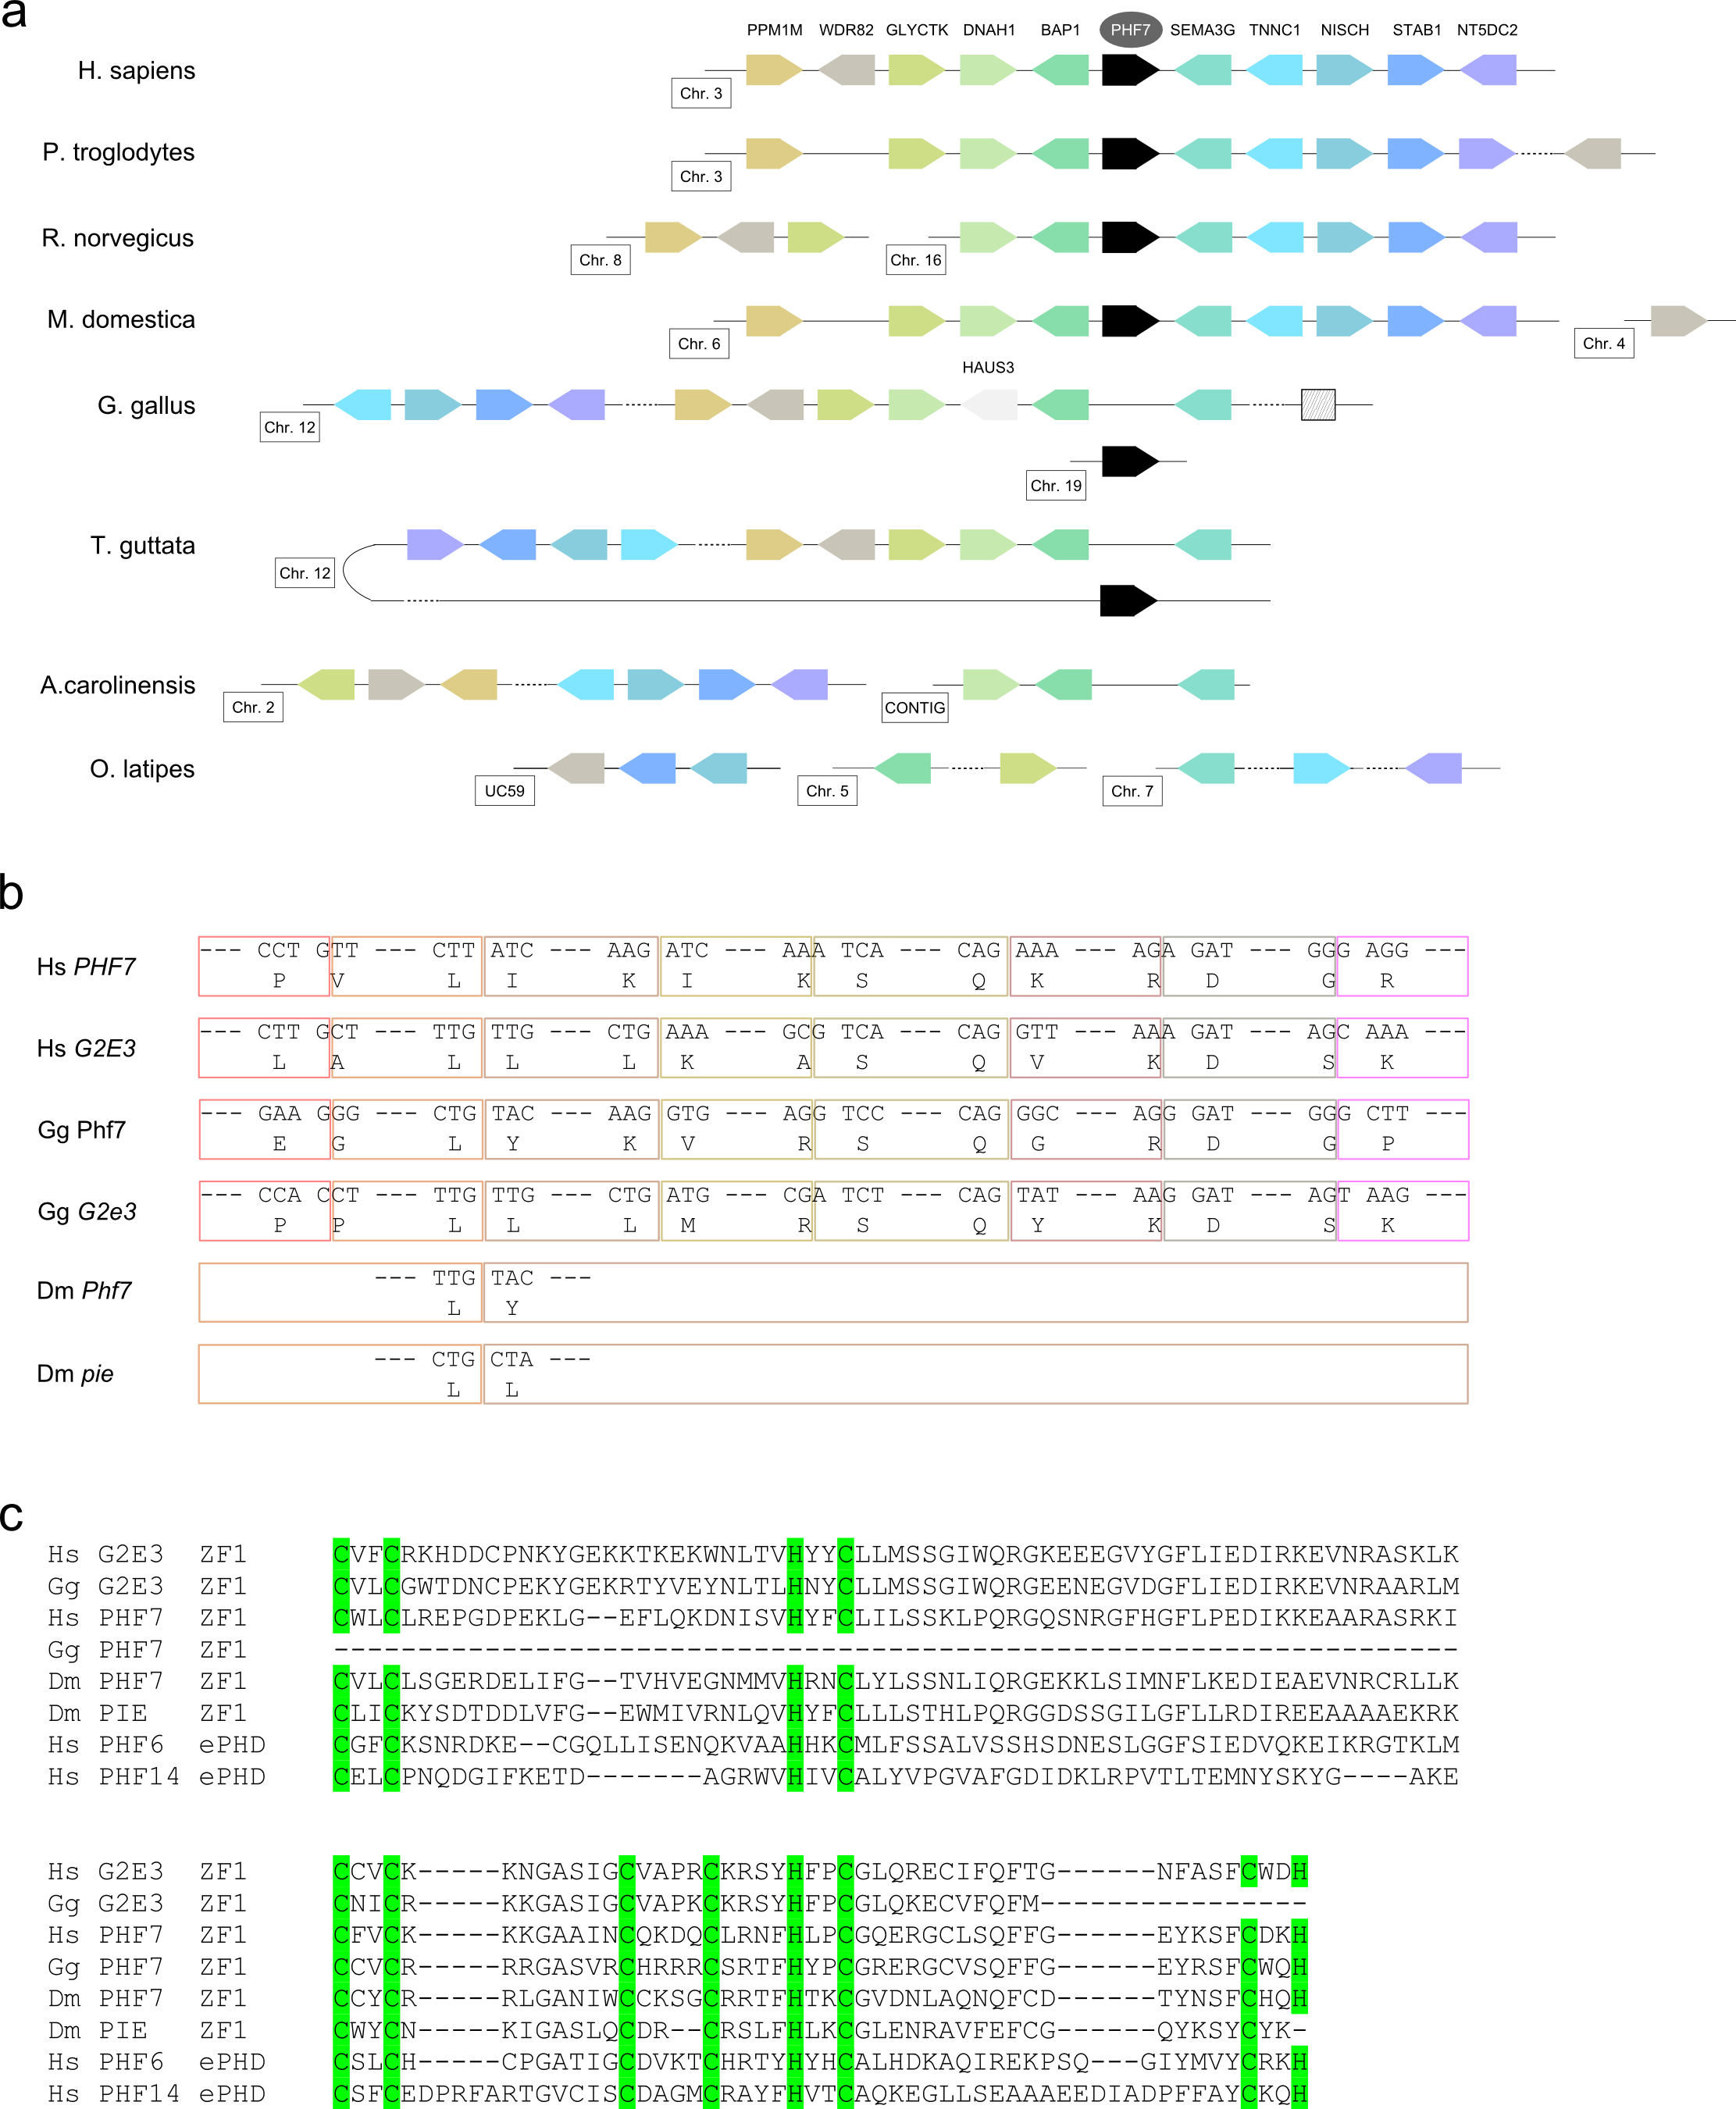 a
PPM1M WDR82 GLYCTK DNAH1 BAP1 PHF7 SEMA3G TNNC1 NISCH STAB1 NT5DC2
H. sapiens
Chr. 3
P. troglodytes
Chr. 3
R. norvegicus
Chr. 8 Chr. 16
M. domestica
Chr. 6 Chr. 4
HAUS3
G. gallus
Chr. 12
Chr. 19
T. guttata
Chr. 12
A.carolinensis
Chr. 2 CONTIG
O. latipes
UC59 Chr. 5 Chr. 7
b
Hs PHF7
--- CCT GTT --- CTT ATC --- AAG ATC --- AAA TCA --- CAG AAA --- AGA GAT --- GGG AGG ---
P V L I K I K S Q K R D G R
Hs G2E3
--- CTT GCT --- TTG TTG --- CTG AAA --- GCG TCA --- CAG GTT --- AAA GAT --- AGC AAA ---
L A L L L K A S Q V K D S K
Gg Phf7
--- GAA GGG --- CTG TAC --- AAG GTG --- AGG TCC --- CAG GGC --- AGG GAT --- GGG CTT ---
E G L Y K V R S Q G R D G P
Gg G2e3
--- CCA CCT --- TTG TTG --- CTG ATG --- CGA TCT --- CAG TAT --- AAG GAT --- AGT AAG ---
P P L L L M R S Q Y K D S K
Dm Phf7
--- TTG TAC ---
L Y
Dm pie
--- CTG CTA ---
L L
c
Hs G2E3 ZF1 CVFCRKHDDCPNKYGEKKTKEKWNLTVHYYCLLMSSGIWQRGKEEEGVYGFLIEDIRKEVNRASKLK
Gg G2E3 ZF1 CVLCGWTDNCPEKYGEKRTYVEYNLTLHNYCLLMSSGIWQRGEENEGVDGFLIEDIRKEVNRAARLM
Hs PHF7 ZF1 CWLCLREPGDPEKLG--EFLQKDNISVHYFCLILSSKLPQRGQSNRGFHGFLPEDIKKEAARASRKI
Gg PHF7 ZF1 -------------------------------------------------------------------
Dm PHF7 ZF1 CVLCLSGERDELIFG--TVHVEGNMMVHRNCLYLSSNLIQRGEKKLSIMNFLKEDIEAEVNRCRLLK
Dm PIE ZF1 CLICKYSDTDDLVFG--EWMIVRNLQVHYFCLLLSTHLPQRGGDSSGILGFLLRDIREEAAAAEKRK
Hs PHF6 ePHD CGFCKSNRDKE--CGQLLISENQKVAAHHKCMLFSSALVSSHSDNESLGGFSIEDVQKEIKRGTKLM
Hs PHF14 ePHD CELCPNQDGIFKETD-------AGRWVHIVCALYVPGVAFGDIDKLRPVTLTEMNYSKYG----AKE
Hs G2E3 ZF1 CCVCK-----KNGASIGCVAPRCKRSYHFPCGLQRECIFQFTG------NFASFCWDH
Gg G2E3 ZF1 CNICR-----KKGASIGCVAPKCKRSYHFPCGLQKECVFQFM----------------
Hs PHF7 ZF1 CFVCK-----KKGAAINCQKDQCLRNFHLPCGQERGCLSQFFG------EYKSFCDKH
Gg PHF7 ZF1 CCVCR-----RRGASVRCHRRRCSRTFHYPCGRERGCVSQFFG------EYRSFCWQH
Dm PHF7 ZF1 CCYCR-----RLGANIWCCKSGCRRTFHTKCGVDNLAQNQFCD------TYNSFCHQH
Dm PIE ZF1 CWYCN-----KIGASLQCDR--CRSLFHLKCGLENRAVFEFCG------QYKSYCYK-
Hs PHF6 ePHD CSLCH-----CPGATIGCDVKTCHRTYHYHCALHDKAQIREKPSQ---GIYMVYCRKH
Hs PHF14 ePHD CSFCEDPRFARTGVCISCDAGMCRAYFHVTCAQKEGLLSEAAAEEDIADPFFAYCKQH